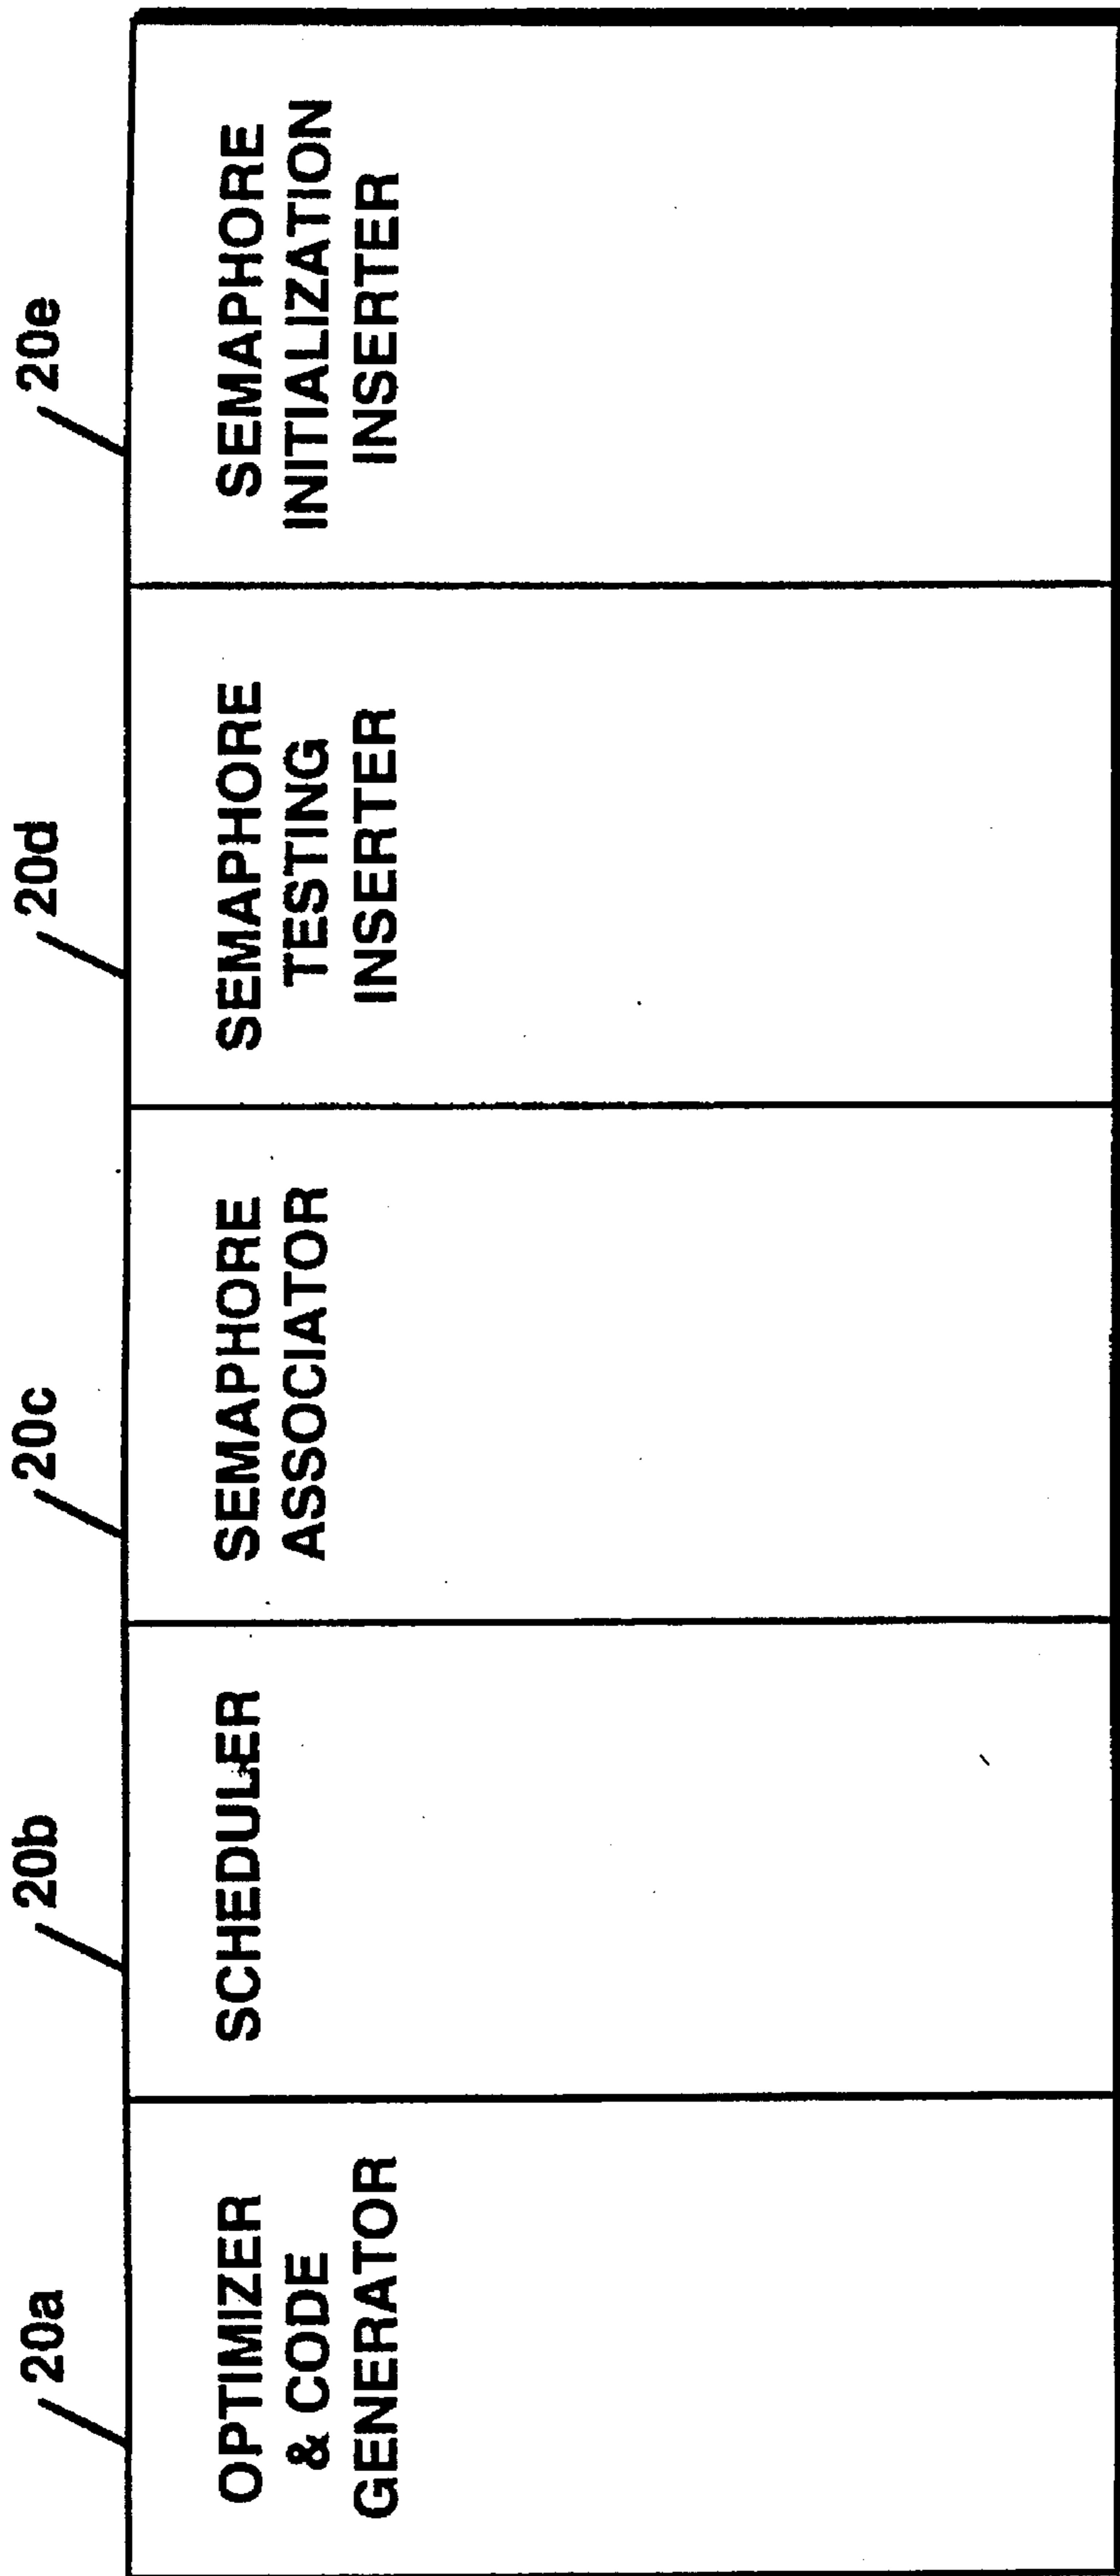 20a
OPTIMIZER
& CODE
GENERATOR
20b
SCHEDULER
20c
SEMAPHORE
ASSOCIATOR
20d
SEMAPHORE
TESTING
INSERTER
20e
SEMAPHORE
INITIALIZATION
INSERTER